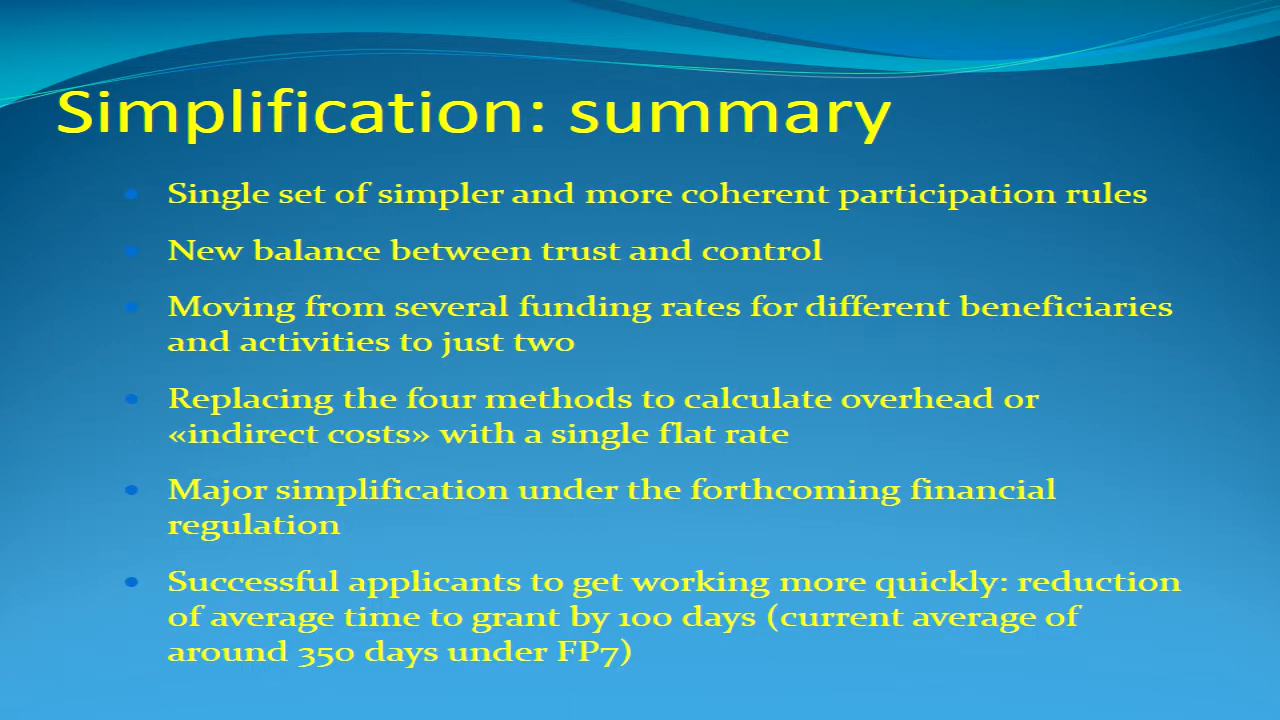 Simplification: summary
• Single set of simpler and more coherent participation rules
• New balance between trust and control
• Moving from several funding rates for different beneficiaries
and activities to just two
• Replacing the four methods to calculate overhead or
«indirect costs» with a single flat rate
• Major simplification under the forthcoming financial
regulation
• Successful applicants to get working more quickly: reduction
of average time to grant by 100 days (current average of
around 350 days under FP7)